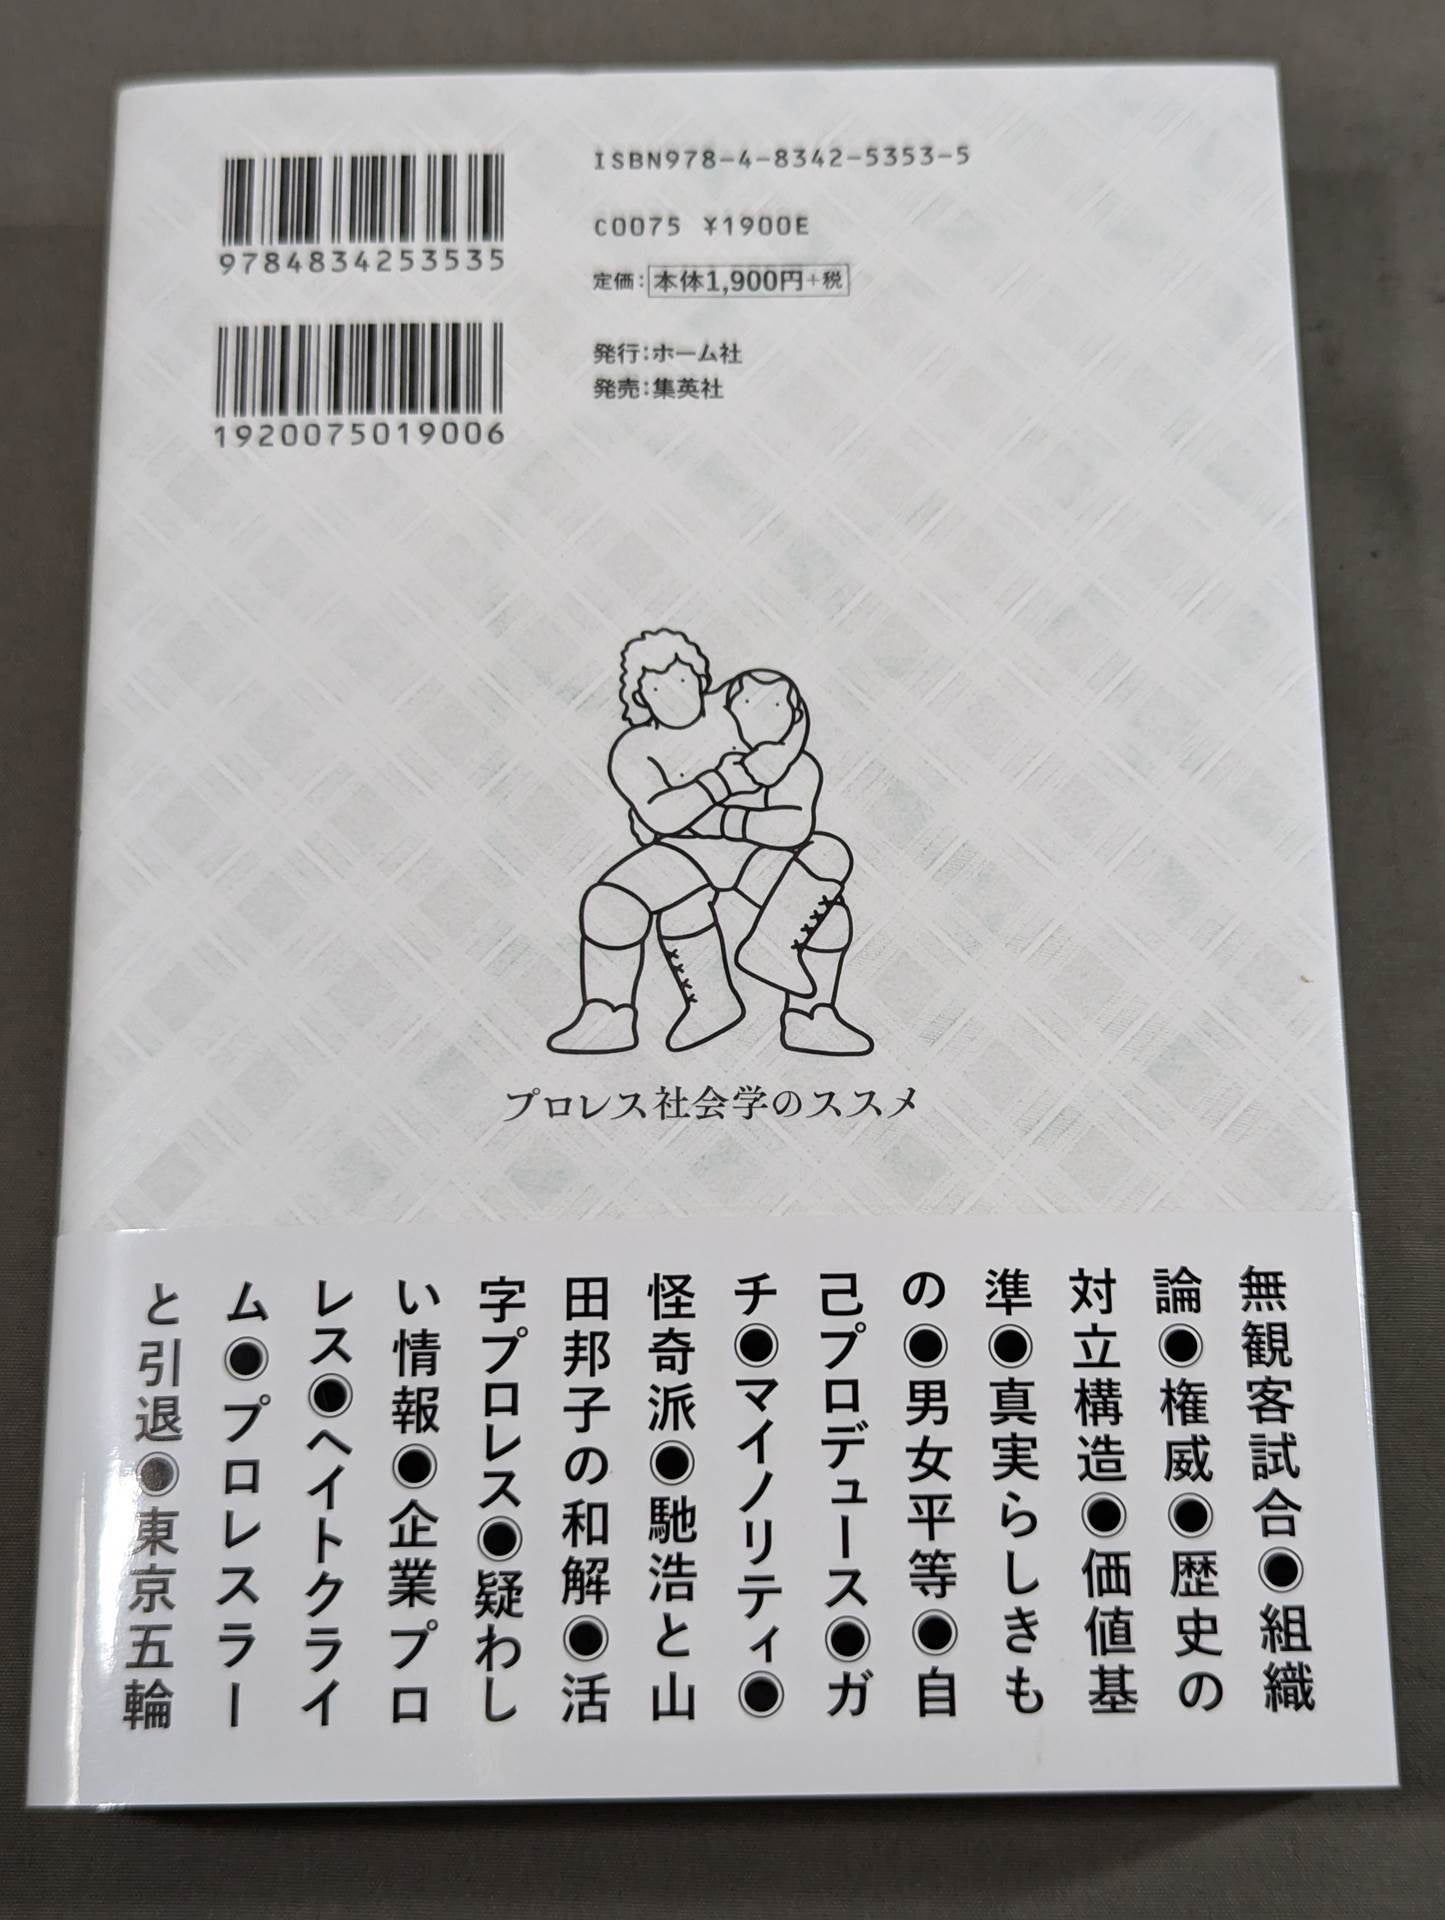 9784834253535
1920075019006
ISBN978-4-8342-5353-5
C0075 ¥1900E
定価：本体1,900円+税
発行：ホーム社
発売：集英社
プロレス社会学のススメ
無観客試合◉組織
論◉権威◉歴史の
対立構造◉価値基
準◉真実らしきも
の◉男女平等◉自
己プロデュース◉ガ
チ◉マイノリティ◉
怪奇派◉馳浩と山
田邦子の和解◉活
字プロレス◉疑わし
い情報◉企業プロ
レス◉ヘイトクライ
ム◉プロレスラー
と引退◉東京五輪